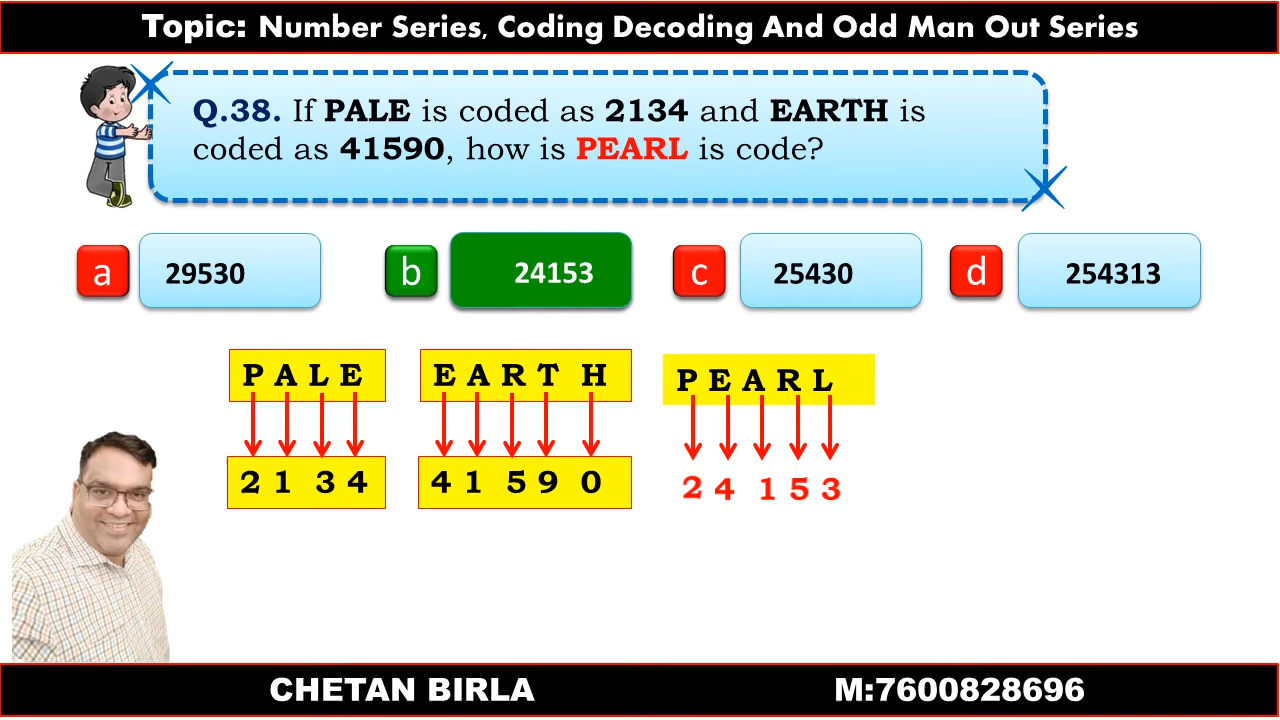 Topic: Number Series, Coding Decoding And Odd Man Out Series
Q.38. If PALE is coded as 2134 and EARTH is
coded as 41590, how is PEARL is code?
a 29530 b 24153 c 25430 d 254313
P A L E E A R T H P E A R L
2 1 3 4 4 1 5 9 0 2 4 1 5 3
CHETAN BIRLA M:7600828696